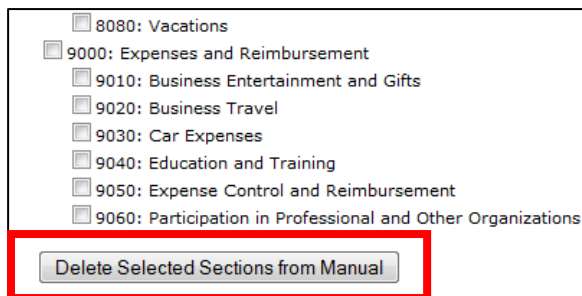 8080: Vacations
9000: Expenses and Reimbursement
9010: Business Entertainment and Gifts
9020: Business Travel
9030: Car Expenses
9040: Education and Training
9050: Expense Control and Reimbursement
9060: Participation in Professional and Other Organizations
Delete Selected Sections from Manual